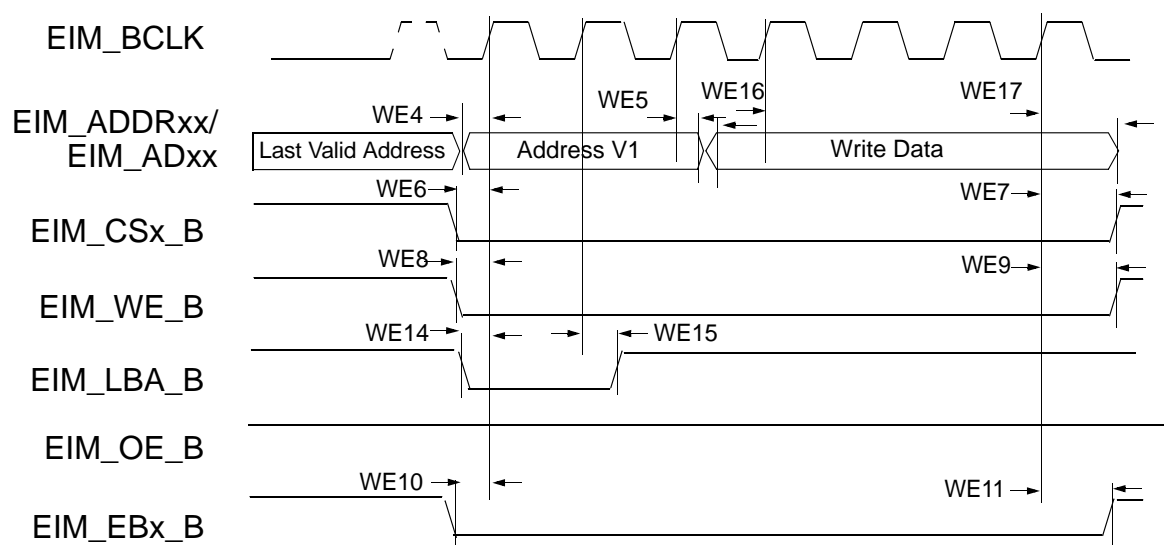 EIM_BCLK
WE4
WE5
WE16
WE17
EIM_ADDRxx/
EIM_ADxx
Last Valid Address
Address V1
Write Data
WE6
WE7
EIM_CSx_B
WE8
WE9
EIM_WE_B
WE14
WE15
EIM_LBA_B
EIM_OE_B
WE10
WE11
EIM_EBx_B